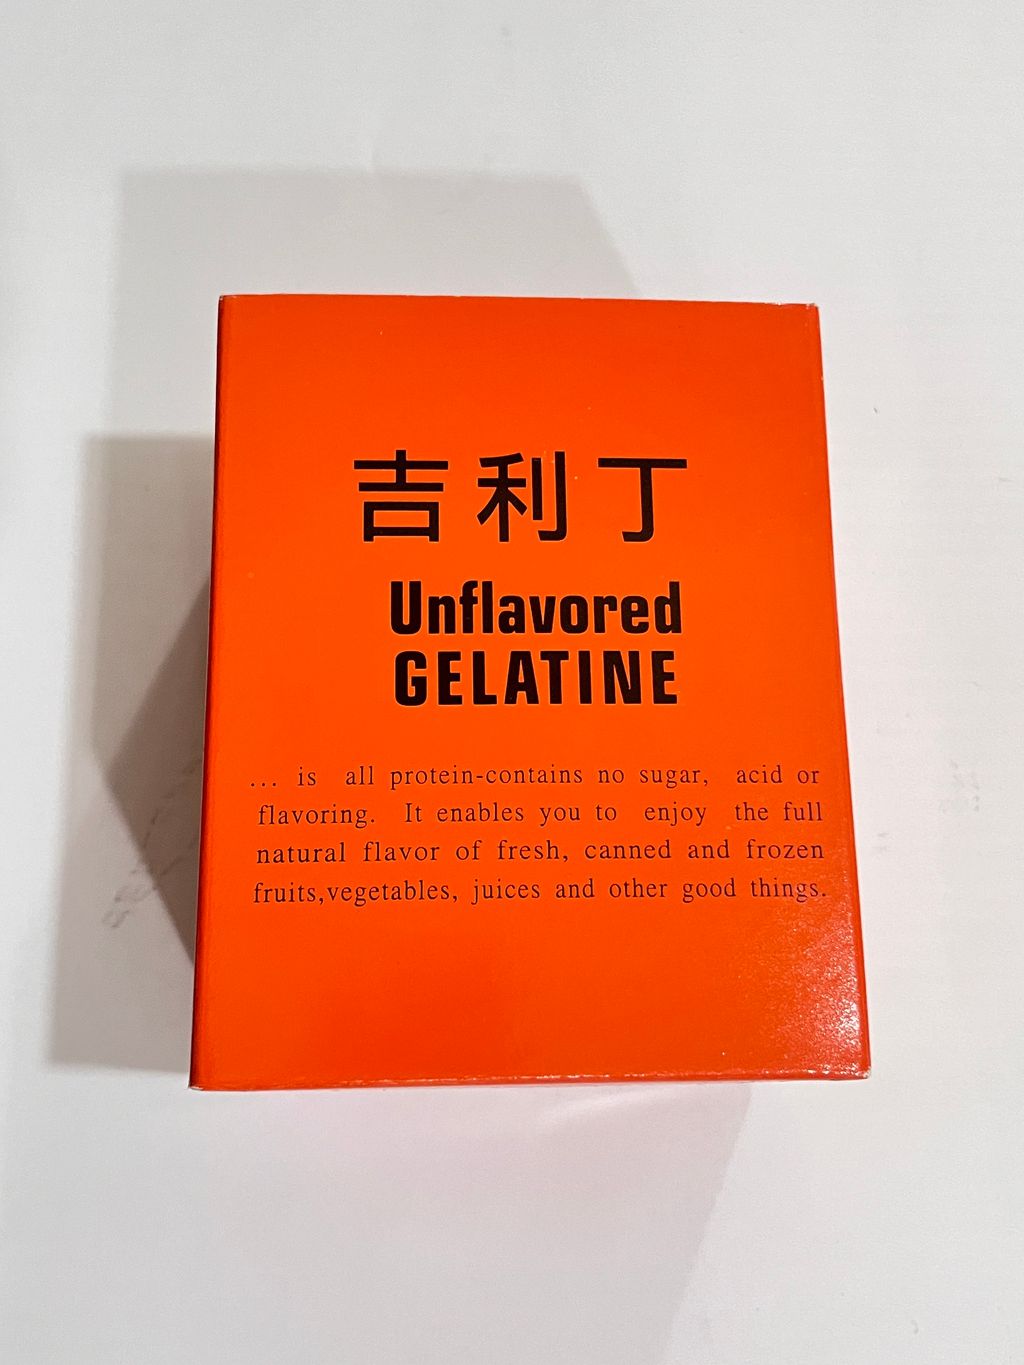 吉利丁
Unflavored
GELATINE
... is all protein-contains no sugar, acid or
flavoring. It enables you to enjoy the full
natural flavor of fresh, canned and frozen
fruits,vegetables, juices and other good things.